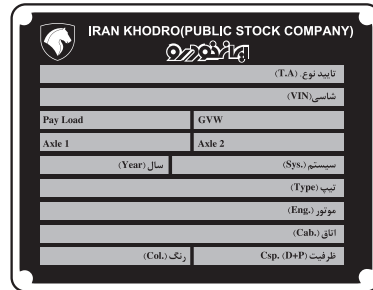 IRAN KHODRO(PUBLIC STOCK COMPANY)
ایران‌خودرو
تایید نوع. (T.A)
شاسی(VIN)
Pay Load GVW
Axle 1 Axle 2
سیستم (Sys.) سال (Year)
تیپ (Type)
موتور (Eng.)
اتاق (Cab.)
ظرفیت Csp. (D+P) رنگ (Col.)